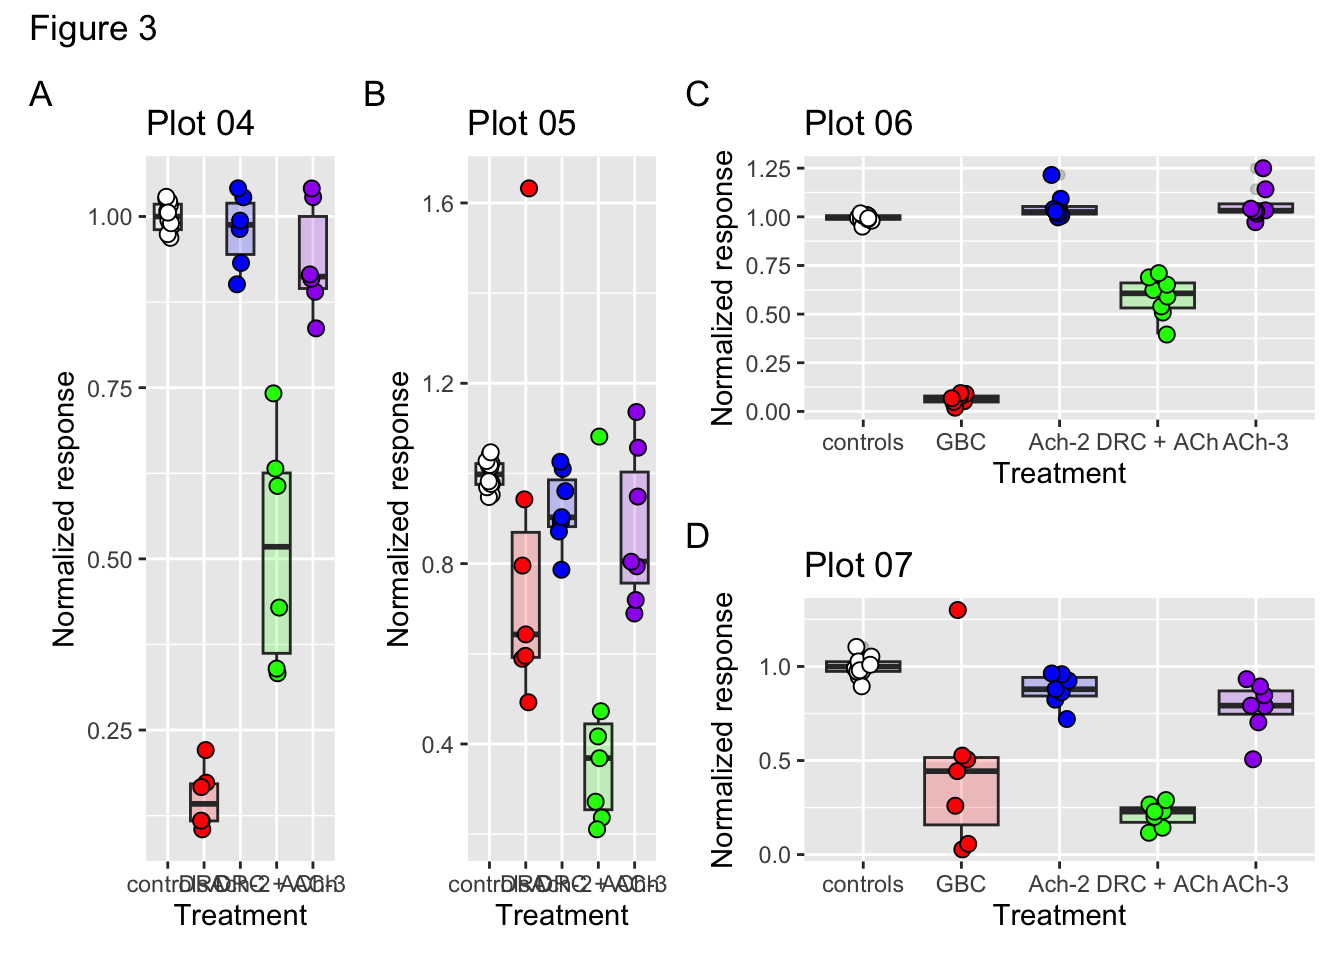 Figure 3
A
Plot 04
Normalized response
1.00
0.75
0.50
0.25
controls
Treatment
B
Plot 05
Normalized response
1.6
1.2
0.8
0.4
controls
Treatment
C
Plot 06
Normalized response
1.25
1.00
0.75
0.50
0.25
0.00
controls GBC Ach-2 DRC + ACh ACh-3
Treatment
D
Plot 07
Normalized response
1.0
0.5
0.0
controls GBC Ach-2 DRC + ACh ACh-3
Treatment